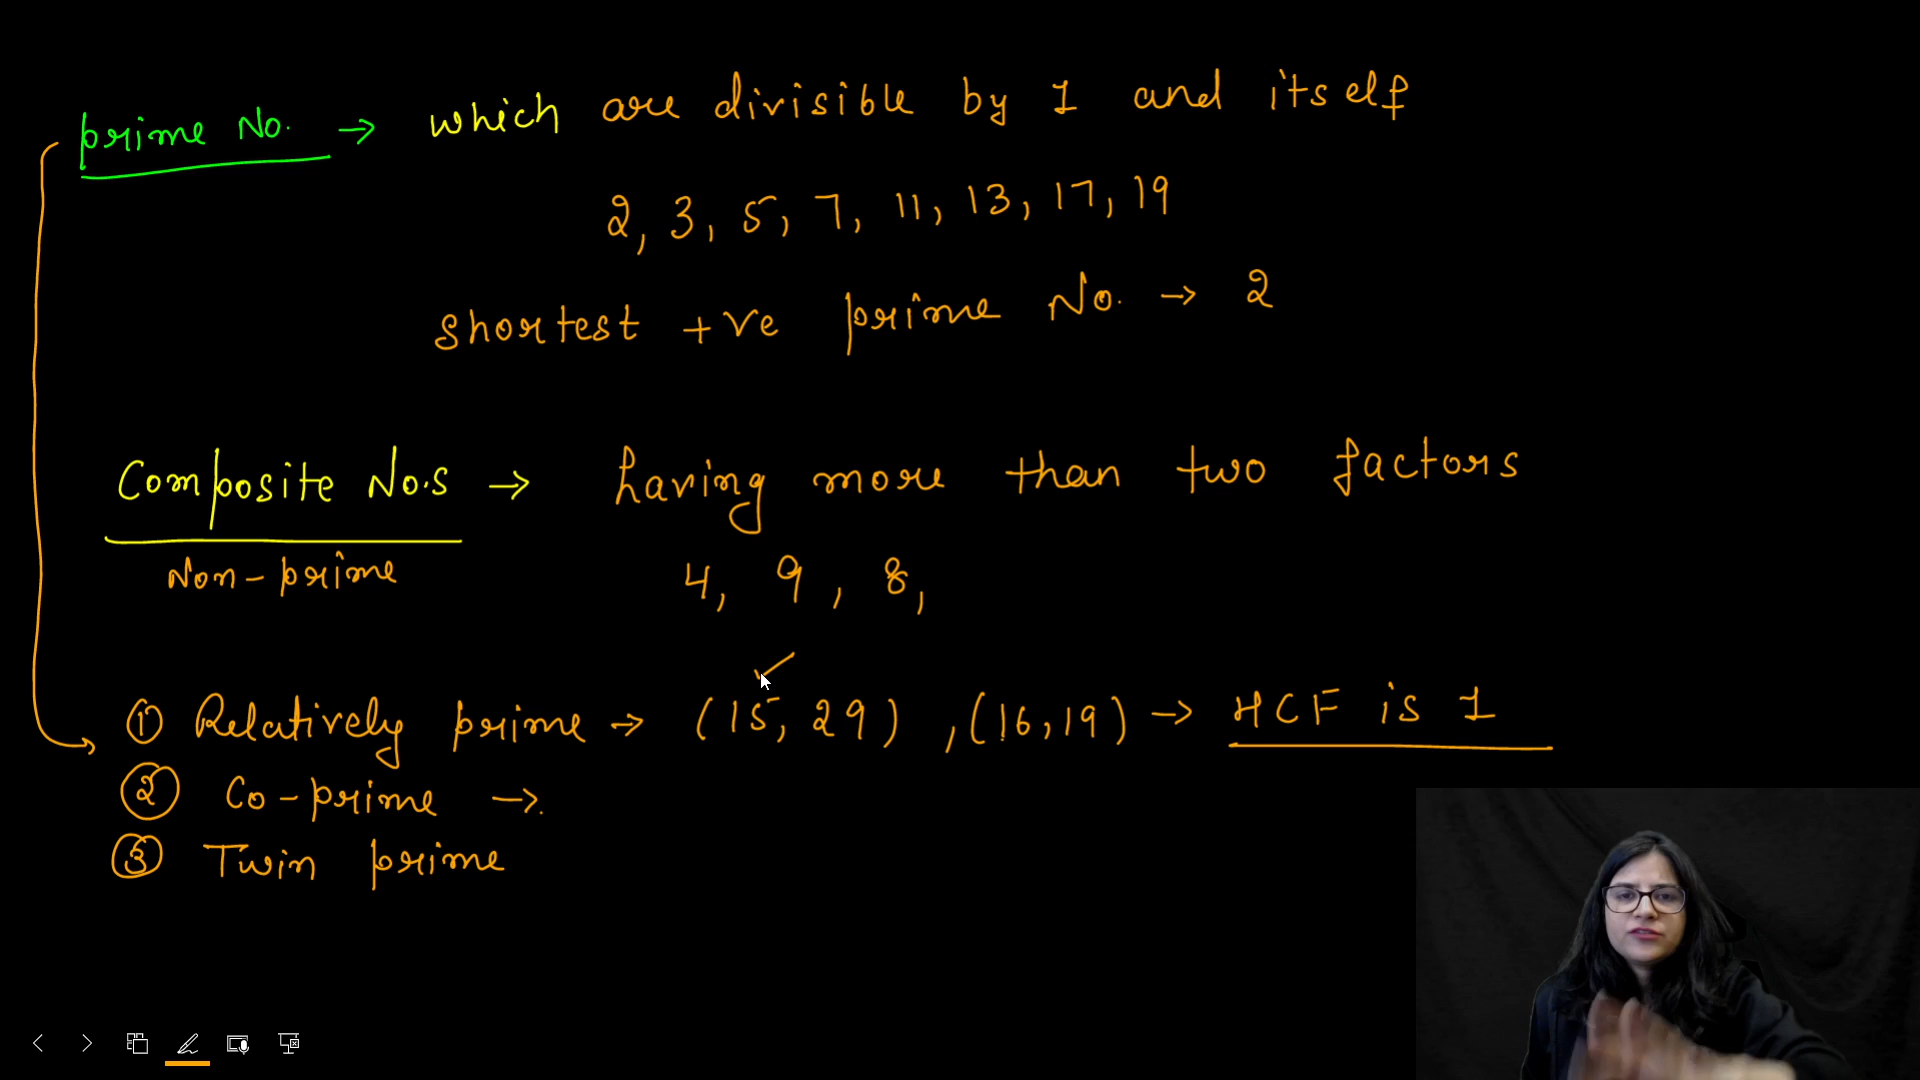 prime No. → which are divisible by 1 and itself
2, 3, 5, 7, 11, 13, 17, 19
Shortest +ve prime No. → 2
Composite No.s → having more than two factors
Non-prime
4, 9, 8,
① Relatively prime → (15, 29) , (16, 19) → HCF is 1
② Co-prime →
③ Twin prime